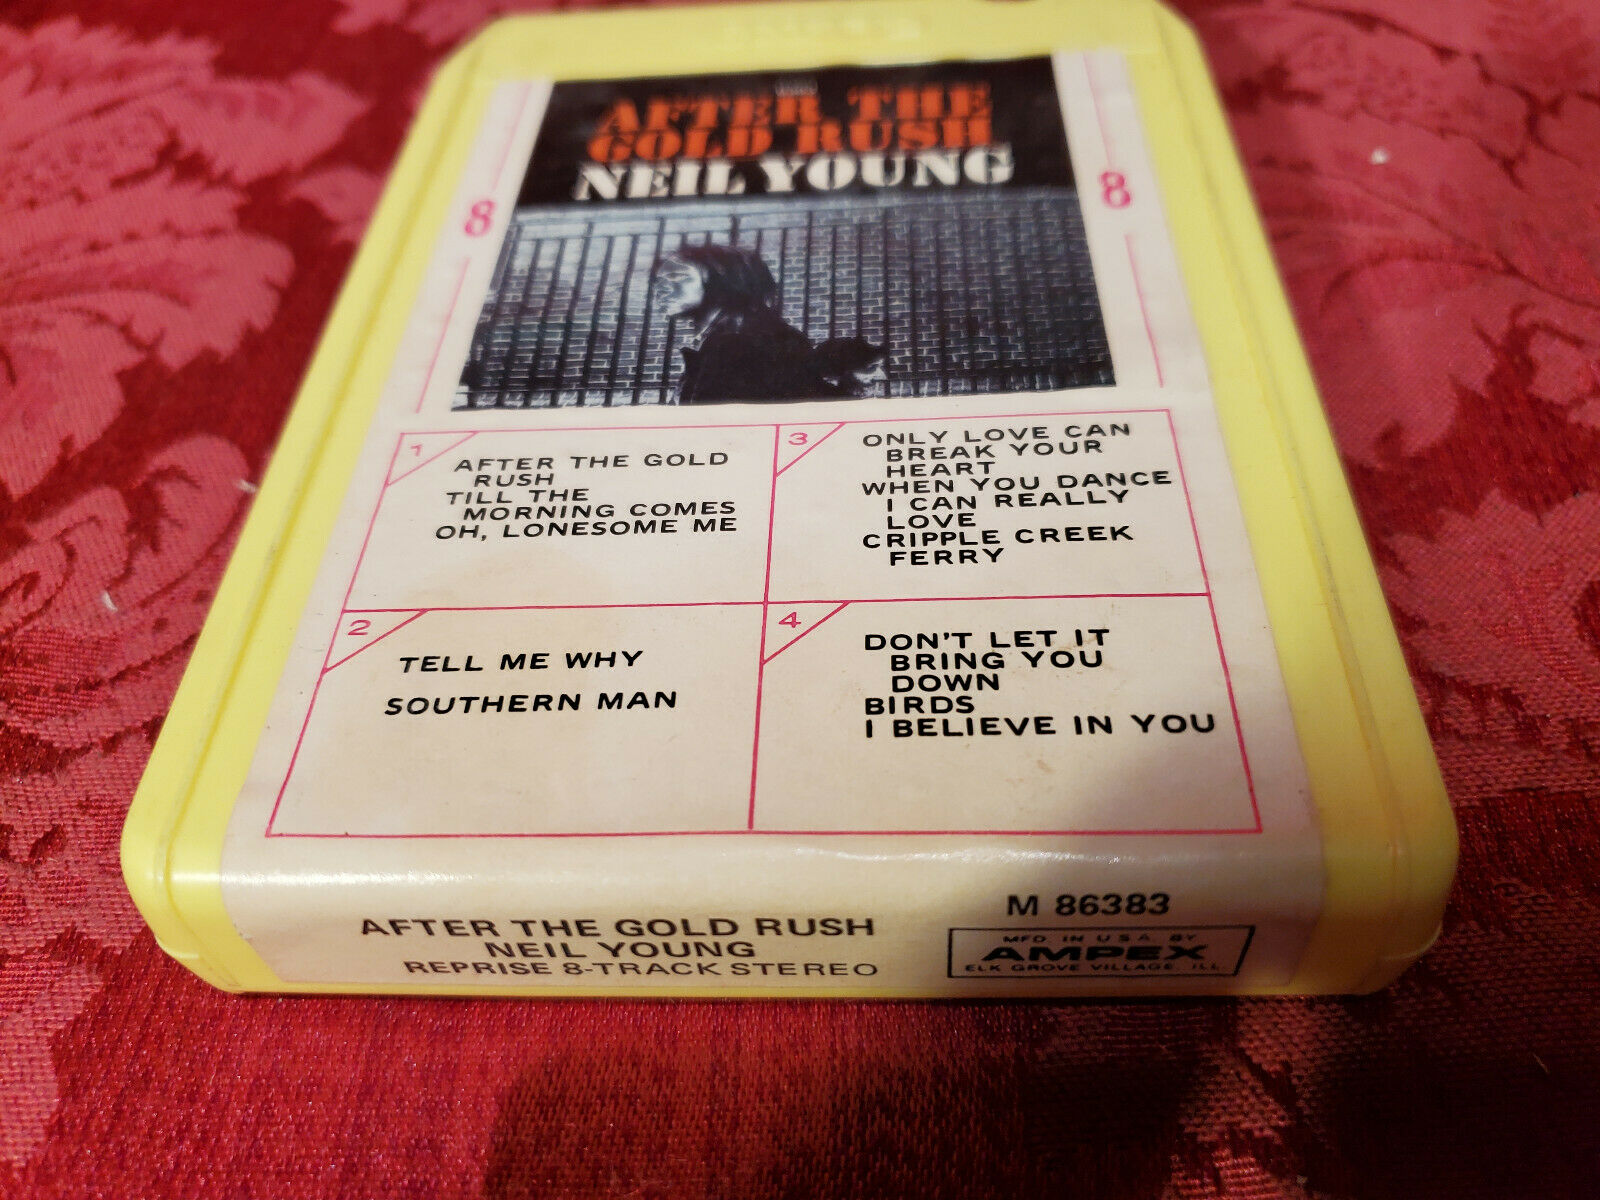 AFTER THE
GOLD RUSH
NEIL YOUNG
8
8
1
AFTER THE GOLD
RUSH
TILL THE
MORNING COMES
OH, LONESOME ME
2
TELL ME WHY
SOUTHERN MAN
3
ONLY LOVE CAN
BREAK YOUR
HEART
WHEN YOU DANCE
I CAN REALLY
LOVE
CRIPPLE CREEK
FERRY
4
DON'T LET IT
BRING YOU
DOWN
BIRDS
I BELIEVE IN YOU
AFTER THE GOLD RUSH
NEIL YOUNG
REPRISE 8-TRACK STEREO
M 86383
MFD. IN U.S.A. BY
AMPEX
ELK GROVE VILLAGE, ILL.